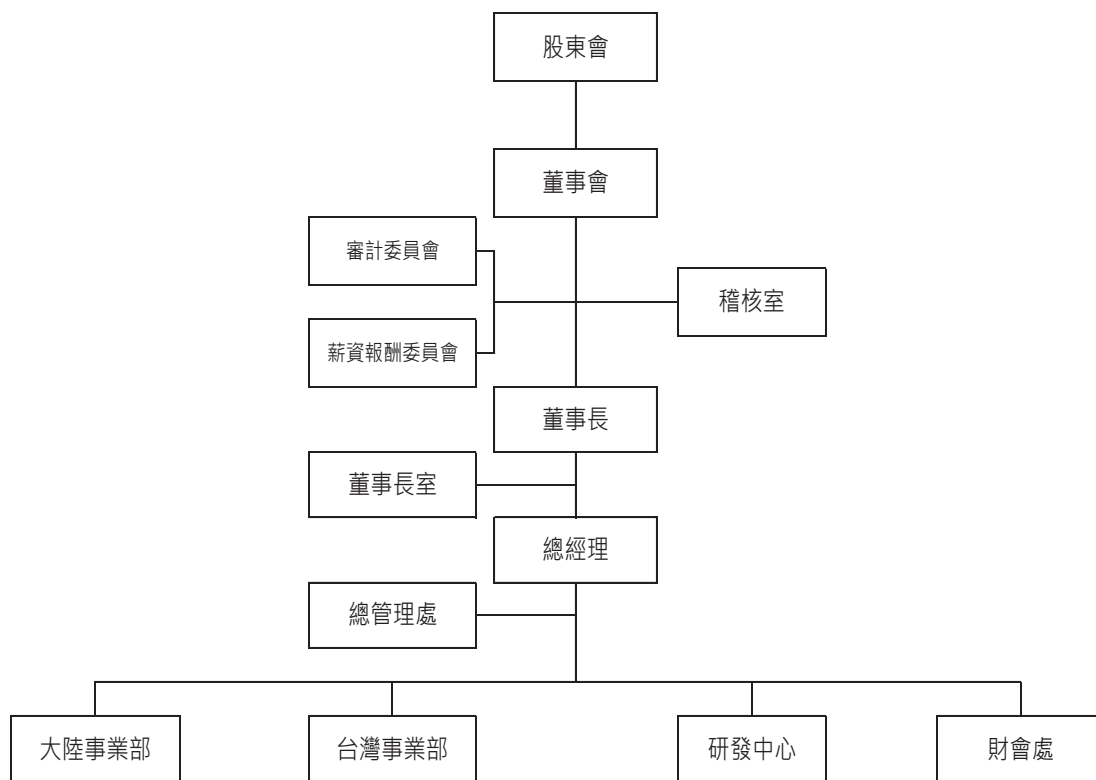 股東會
董事會
審計委員會
稽核室
薪資報酬委員會
董事長
董事長室
總經理
總管理處
大陸事業部
台灣事業部
研發中心
財會處